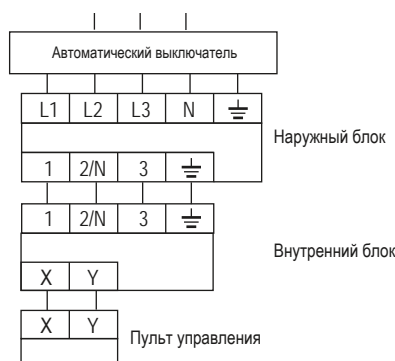 Автоматический выключатель
L1 L2 L3 N
Наружный блок
1 2/N 3
1 2/N 3
Внутренний блок
X Y
X Y
Пульт управления